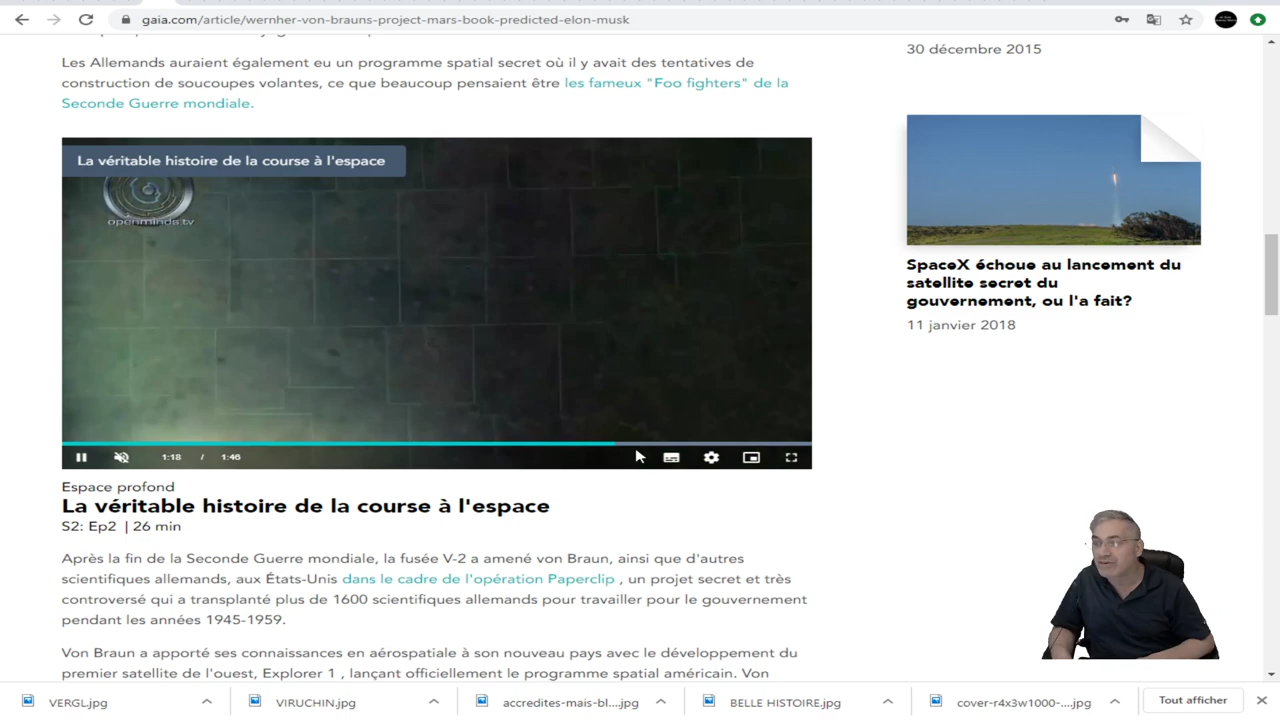 gaia.com/article/wernher-von-brauns-project-mars-book-predicted-elon-musk
Les Allemands auraient également eu un programme spatial secret où il y avait des tentatives de
construction de soucoupes volantes, ce que beaucoup pensaient être les fameux "Foo fighters" de la
Seconde Guerre mondiale.
La véritable histoire de la course à l'espace
openminds.tv
1:18 / 1:46
Espace profond
La véritable histoire de la course à l'espace
S2: Ep2 | 26 min
Après la fin de la Seconde Guerre mondiale, la fusée V-2 a amené von Braun, ainsi que d'autres
scientifiques allemands, aux États-Unis dans le cadre de l'opération Paperclip , un projet secret et très
controversé qui a transplanté plus de 1600 scientifiques allemands pour travailler pour le gouvernement
pendant les années 1945-1959.
Von Braun a apporté ses connaissances en aérospatiale à son nouveau pays avec le développement du
premier satellite de l'ouest, Explorer 1 , lançant officiellement le programme spatial américain. Von
30 décembre 2015
SpaceX échoue au lancement du
satellite secret du
gouvernement, ou l'a fait?
11 janvier 2018
VERGL.jpg
VIRUCHIN.jpg
accredites-mais-bl....jpg
BELLE HISTOIRE.jpg
cover-r4x3w1000-....jpg
Tout afficher